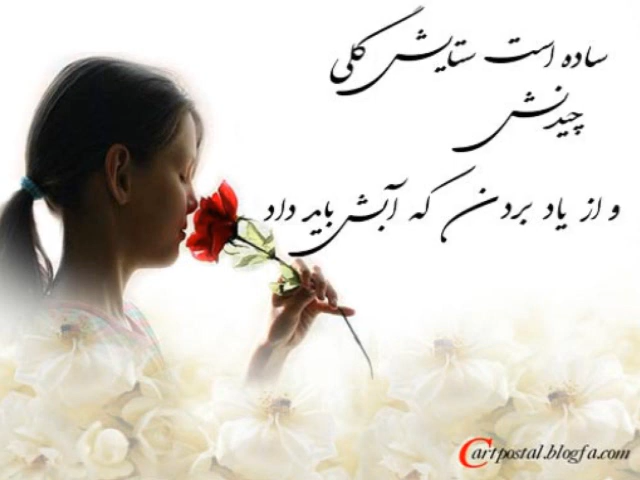 ساده است ستایش گلی
چیدنش
و از یاد بردن که آبش باید داد
Cartpostal.blogfa.com